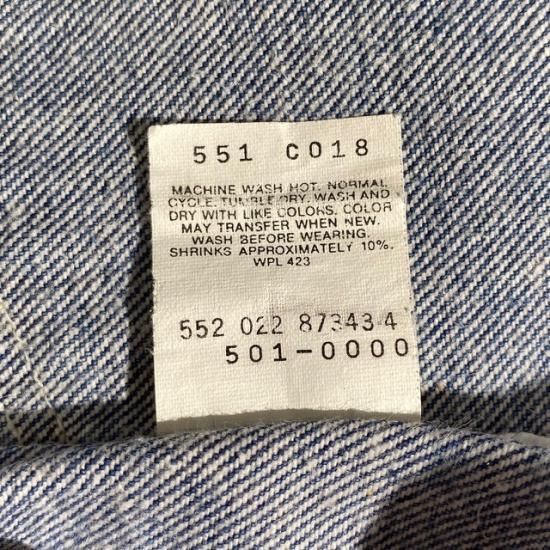 551 C018
MACHINE WASH HOT. NORMAL
CYCLE. TUMBLE DRY. WASH AND
DRY WITH LIKE COLORS. COLOR
MAY TRANSFER WHEN NEW.
WASH BEFORE WEARING.
SHRINKS APPROXIMATELY 10%.
WPL 423
552 022 87343-4
501-0000